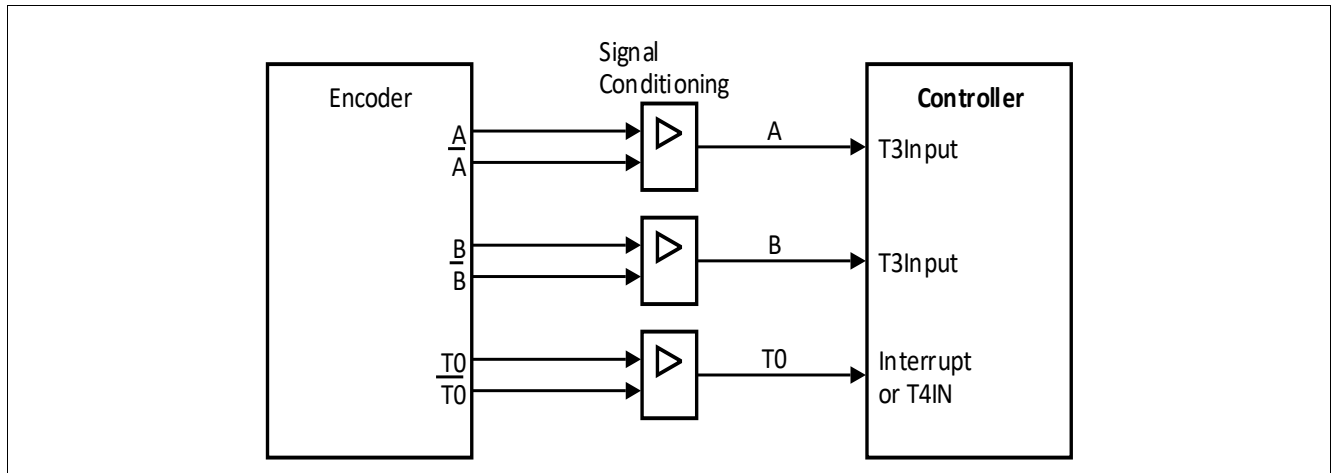 Signal
Conditioning
Encoder
Controller
A
A
A
T3Input
B
B
B
T3Input
T0
T0
T0
Interrupt
or T4IN